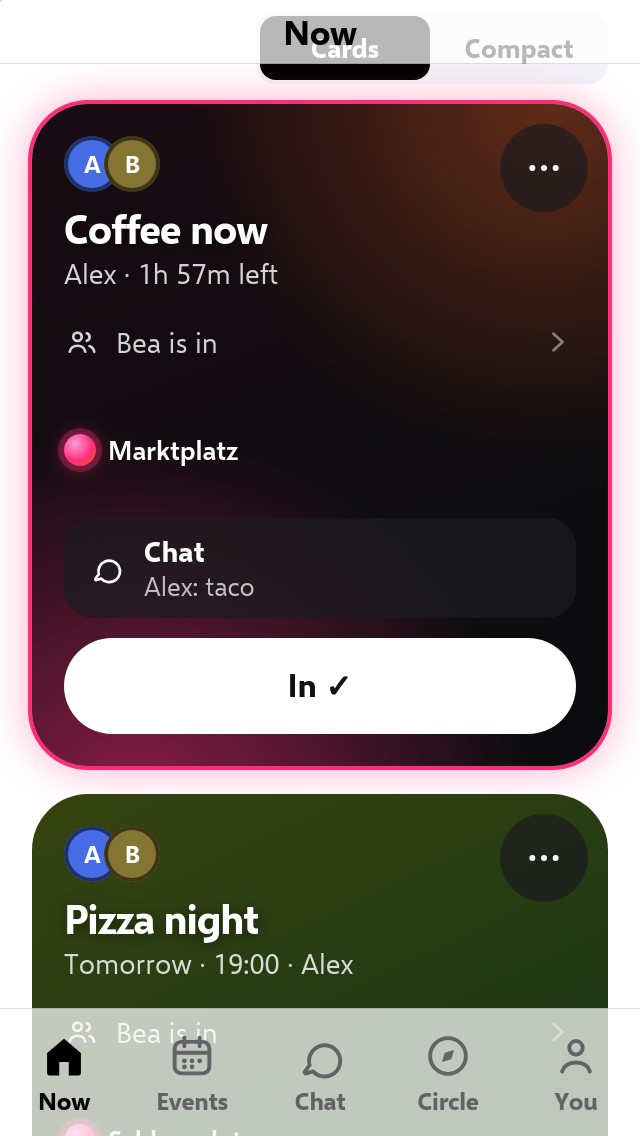 Now
Cards Compact
A B
...
Coffee now
Alex · 1h 57m left
Bea is in
Marktplatz
Chat
Alex: taco
In ✓
A B
...
Pizza night
Tomorrow · 19:00 · Alex
Bea is in
Now Events Chat Circle You